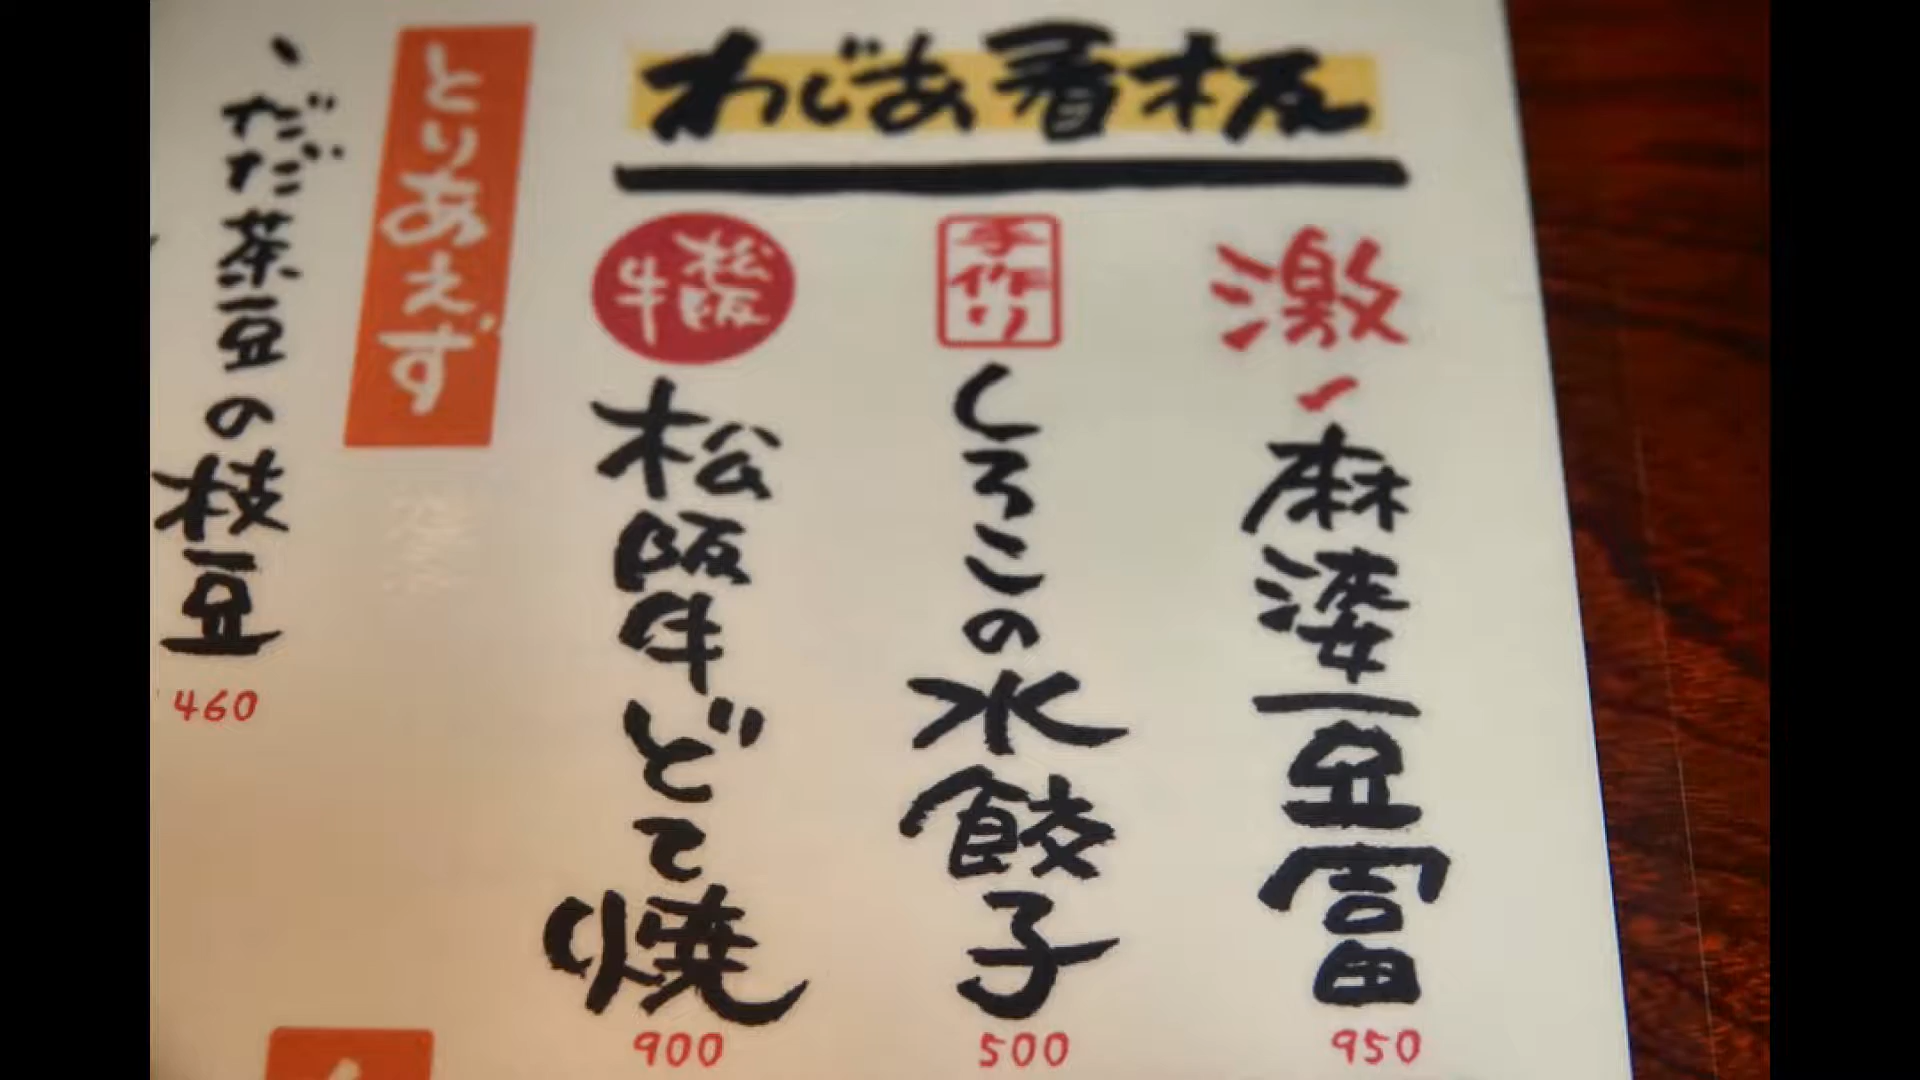 わじあ看板
激
麻婆豆富
950
手作り
しろこの水餃子
500
松阪牛
松阪牛どて焼
900
とりあえず
だだ茶豆の枝豆
460